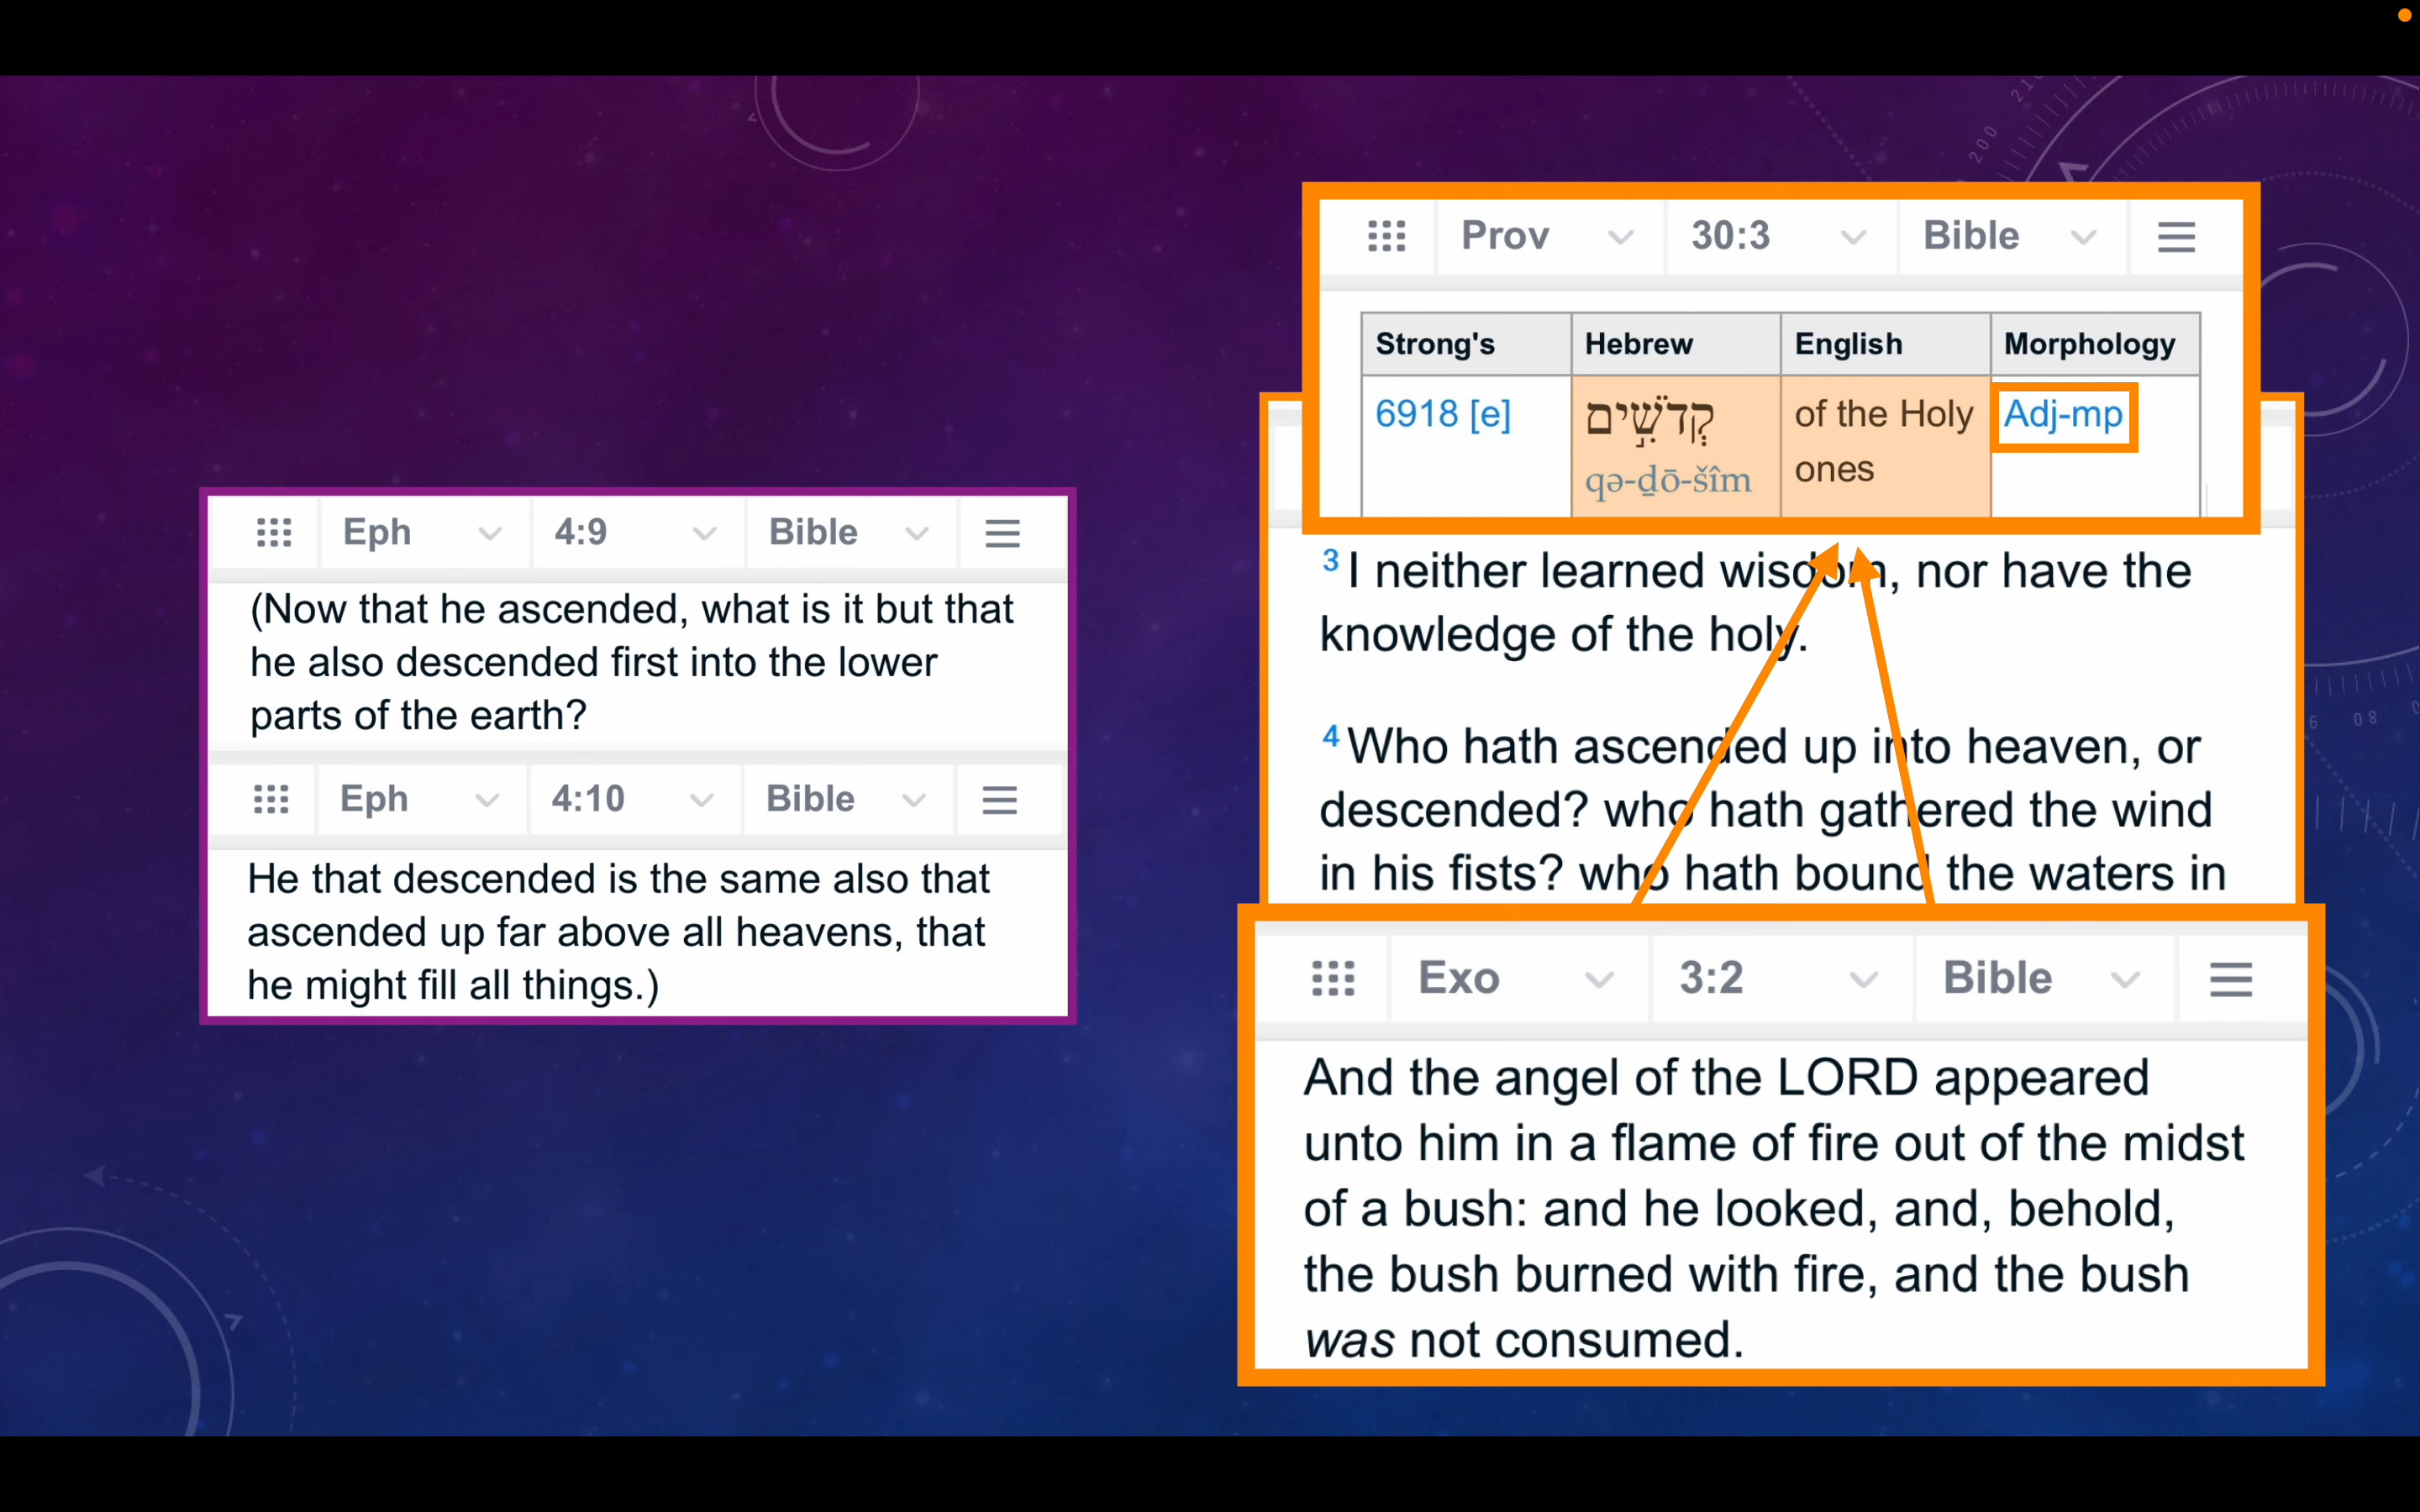 Eph 4:9 Bible
(Now that he ascended, what is it but that
he also descended first into the lower
parts of the earth?
Eph 4:10 Bible
He that descended is the same also that
ascended up far above all heavens, that
he might fill all things.)
Prov 30:3 Bible
Strong's Hebrew English Morphology
6918 [e] קְדֹשִׁ֣ים of the Holy Adj-mp
qə-ḏō-šîm ones
3 I neither learned wisdom, nor have the
knowledge of the holy.
4 Who hath ascended up into heaven, or
descended? who hath gathered the wind
in his fists? who hath bound the waters in
Exo 3:2 Bible
And the angel of the LORD appeared
unto him in a flame of fire out of the midst
of a bush: and he looked, and, behold,
the bush burned with fire, and the bush
was not consumed.
200
80